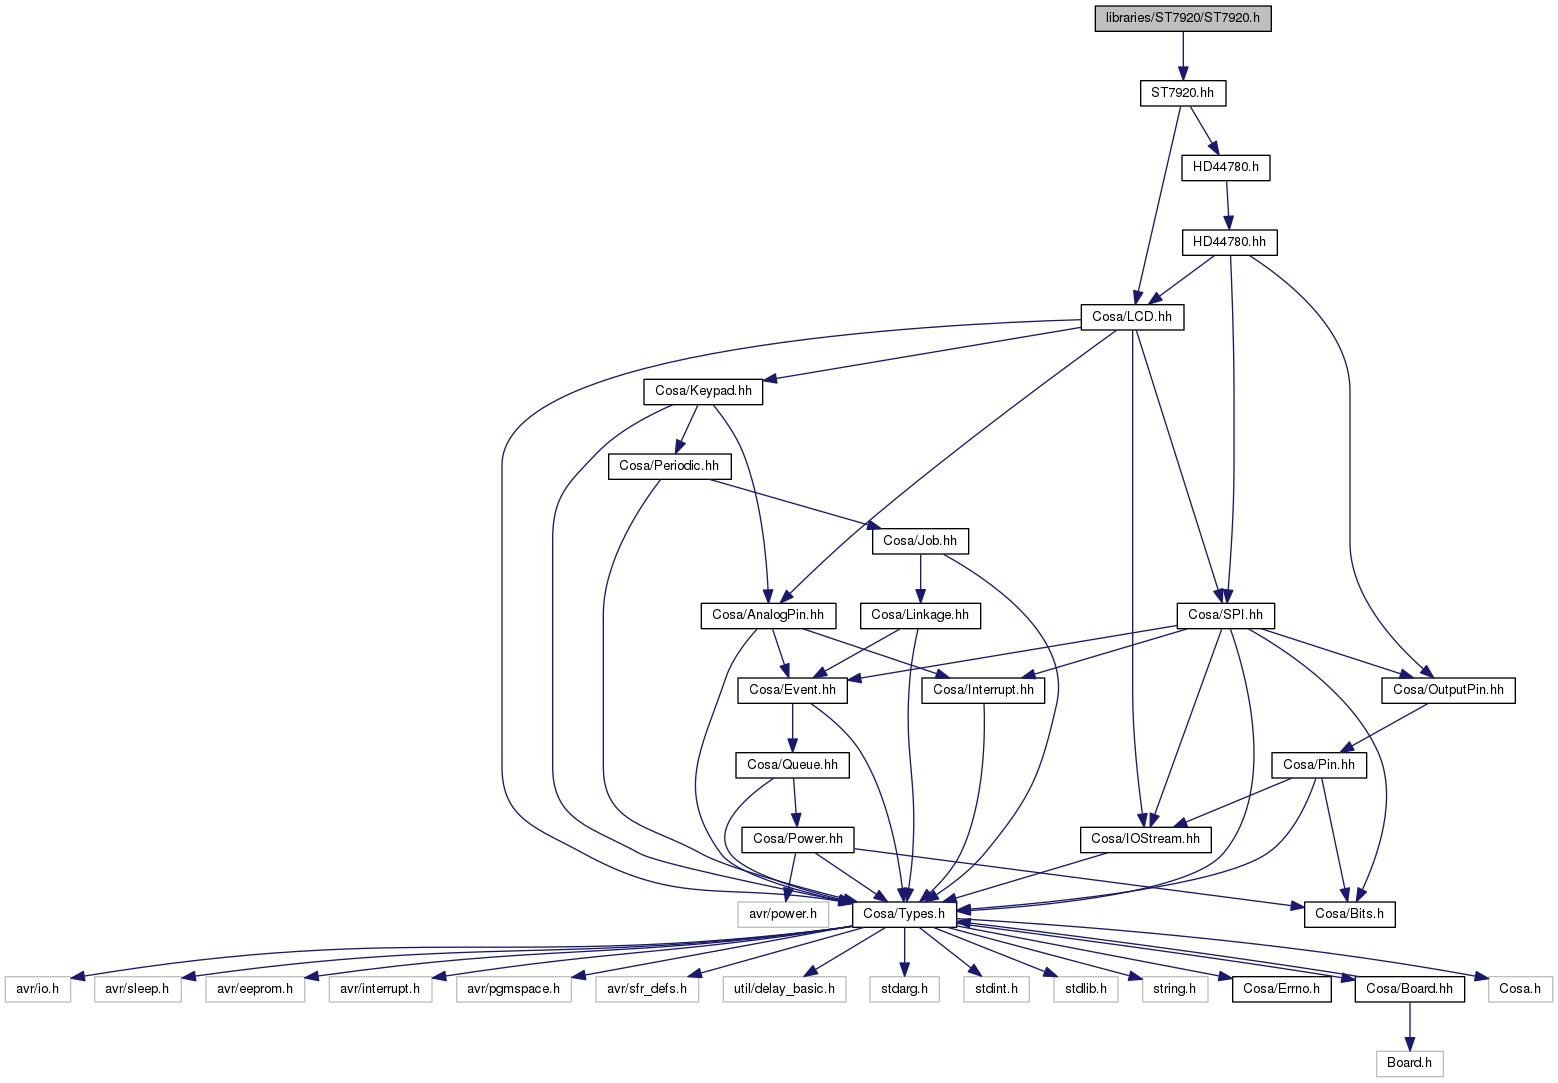 libraries/ST7920/ST7920.h
ST7920.hh
HD44780.h
HD44780.hh
Cosa/LCD.hh
Cosa/Keypad.hh
Cosa/Periodic.hh
Cosa/Job.hh
Cosa/AnalogPin.hh
Cosa/Linkage.hh
Cosa/SPI.hh
Cosa/Event.hh
Cosa/Interrupt.hh
Cosa/OutputPin.hh
Cosa/Queue.hh
Cosa/Pin.hh
Cosa/Power.hh
Cosa/IOStream.hh
avr/power.h
Cosa/Types.h
Cosa/Bits.h
avr/io.h
avr/sleep.h
avr/eeprom.h
avr/interrupt.h
avr/pgmspace.h
avr/sfr_defs.h
util/delay_basic.h
stdarg.h
stdint.h
stdlib.h
string.h
Cosa/Errno.h
Cosa/Board.hh
Cosa.h
Board.h